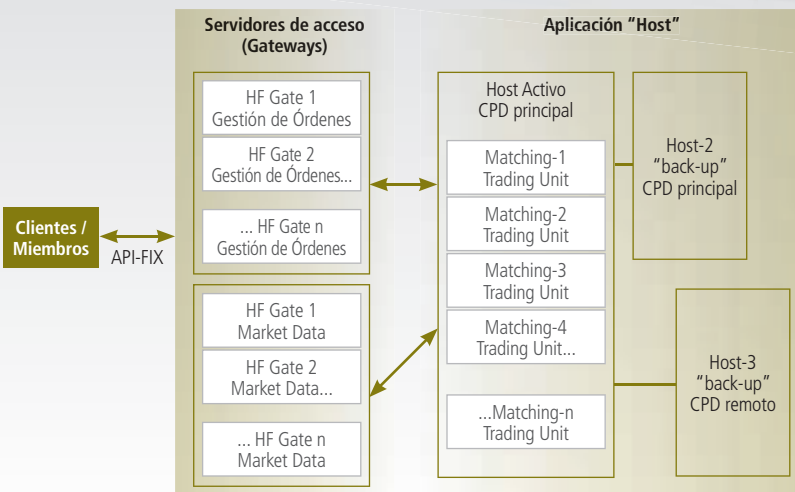 Servidores de acceso
(Gateways)
Aplicación "Host"
HF Gate 1
Gestión de Órdenes
HF Gate 2
Gestión de Órdenes...
... HF Gate n
Gestión de Órdenes
Host Activo
CPD principal
Matching-1
Trading Unit
Matching-2
Trading Unit
Matching-3
Trading Unit
Matching-4
Trading Unit...
...Matching-n
Trading Unit
Host-2
"back-up"
CPD principal
Clientes /
Miembros
API-FIX
HF Gate 1
Market Data
HF Gate 2
Market Data...
... HF Gate n
Market Data
Host-3
"back-up"
CPD remoto